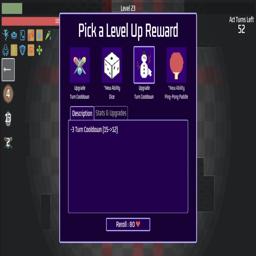 Level 23
Act Turns Left
52
Pick a Level Up Reward
Upgrade
Turn Cooldown
*New Ability
Dice
Upgrade
Turn Cooldown
*New Ability
Ping-Pong Paddle
Description
Stats & Upgrades
-3 Turn Cooldown [15->12]
Reroll : 80
4